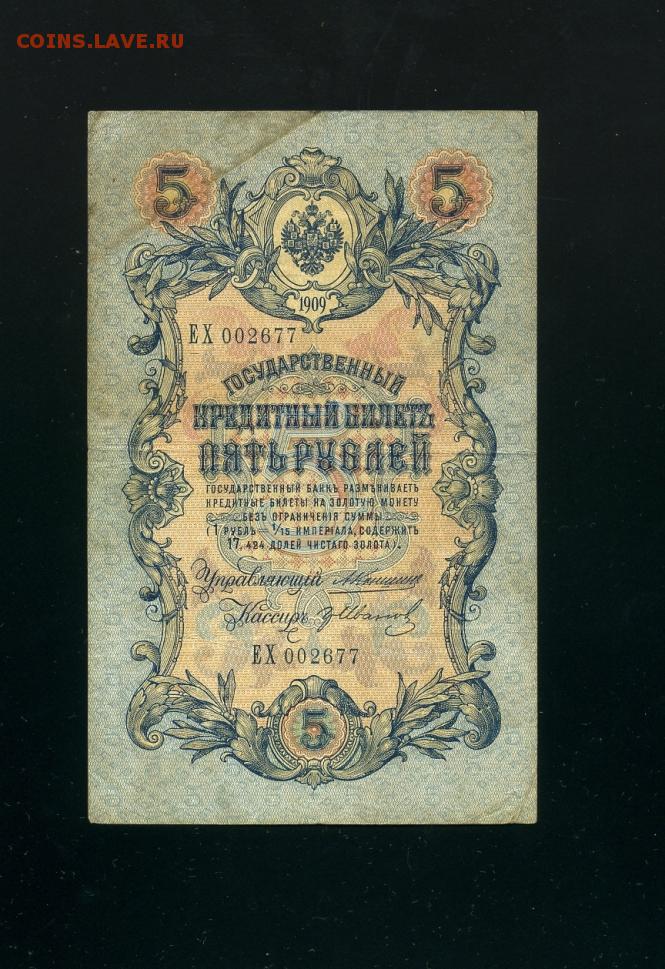 COINS.LAVE.RU
5 5
1909
ЕХ 002677
ГОСУДАРСТВЕННЫЙ
КРЕДИТНЫЙ БИЛЕТЪ
ПЯТЬ РУБЛЕЙ
ГОСУДАРСТВЕННЫЙ БАНКЪ РАЗМѢНИВАЕТЪ
КРЕДИТНЫЕ БИЛЕТЫ НА ЗОЛОТУЮ МОНЕТУ
БЕЗЪ ОГРАНИЧЕНІЯ СУММЫ
(1 РУБЛЬ = 1/15 ИМПЕРІАЛА, СОДЕРЖИТЪ
17,424 ДОЛЕЙ ЧИСТАГО ЗОЛОТА).
Управляющій АКоншинъ
Кассиръ ГИвановъ
ЕХ 002677
5